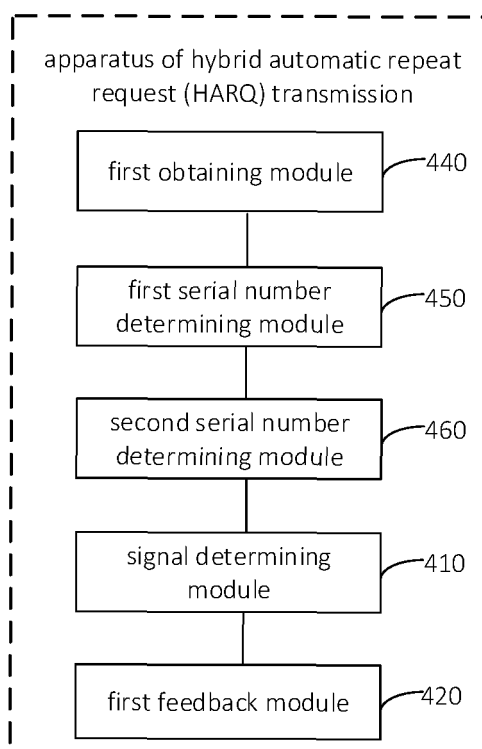 apparatus of hybrid automatic repeat
request (HARQ) transmission
first obtaining module
440
first serial number
determining module
450
second serial number
determining module
460
signal determining
module
410
first feedback module
420